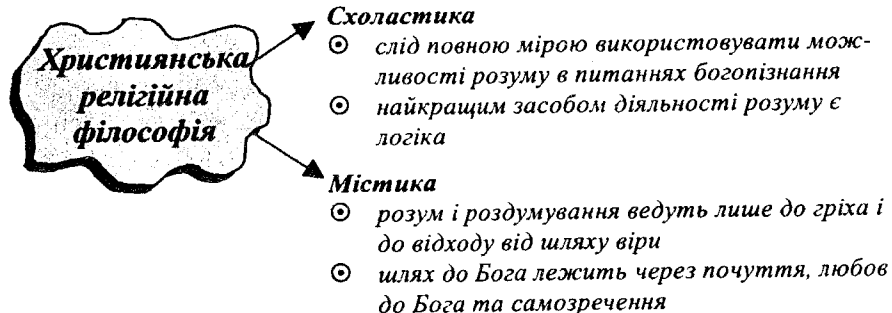 Християнська
релігійна
філософія
Схоластика
слід повною мірою використовувати мож-
ливості розуму в питаннях богопізнання
найкращим засобом діяльності розуму є
логіка
Містика
розум і роздумування ведуть лише до гріха і
до відходу від шляху віри
шлях до Бога лежить через почуття, любов
до Бога та самозречення